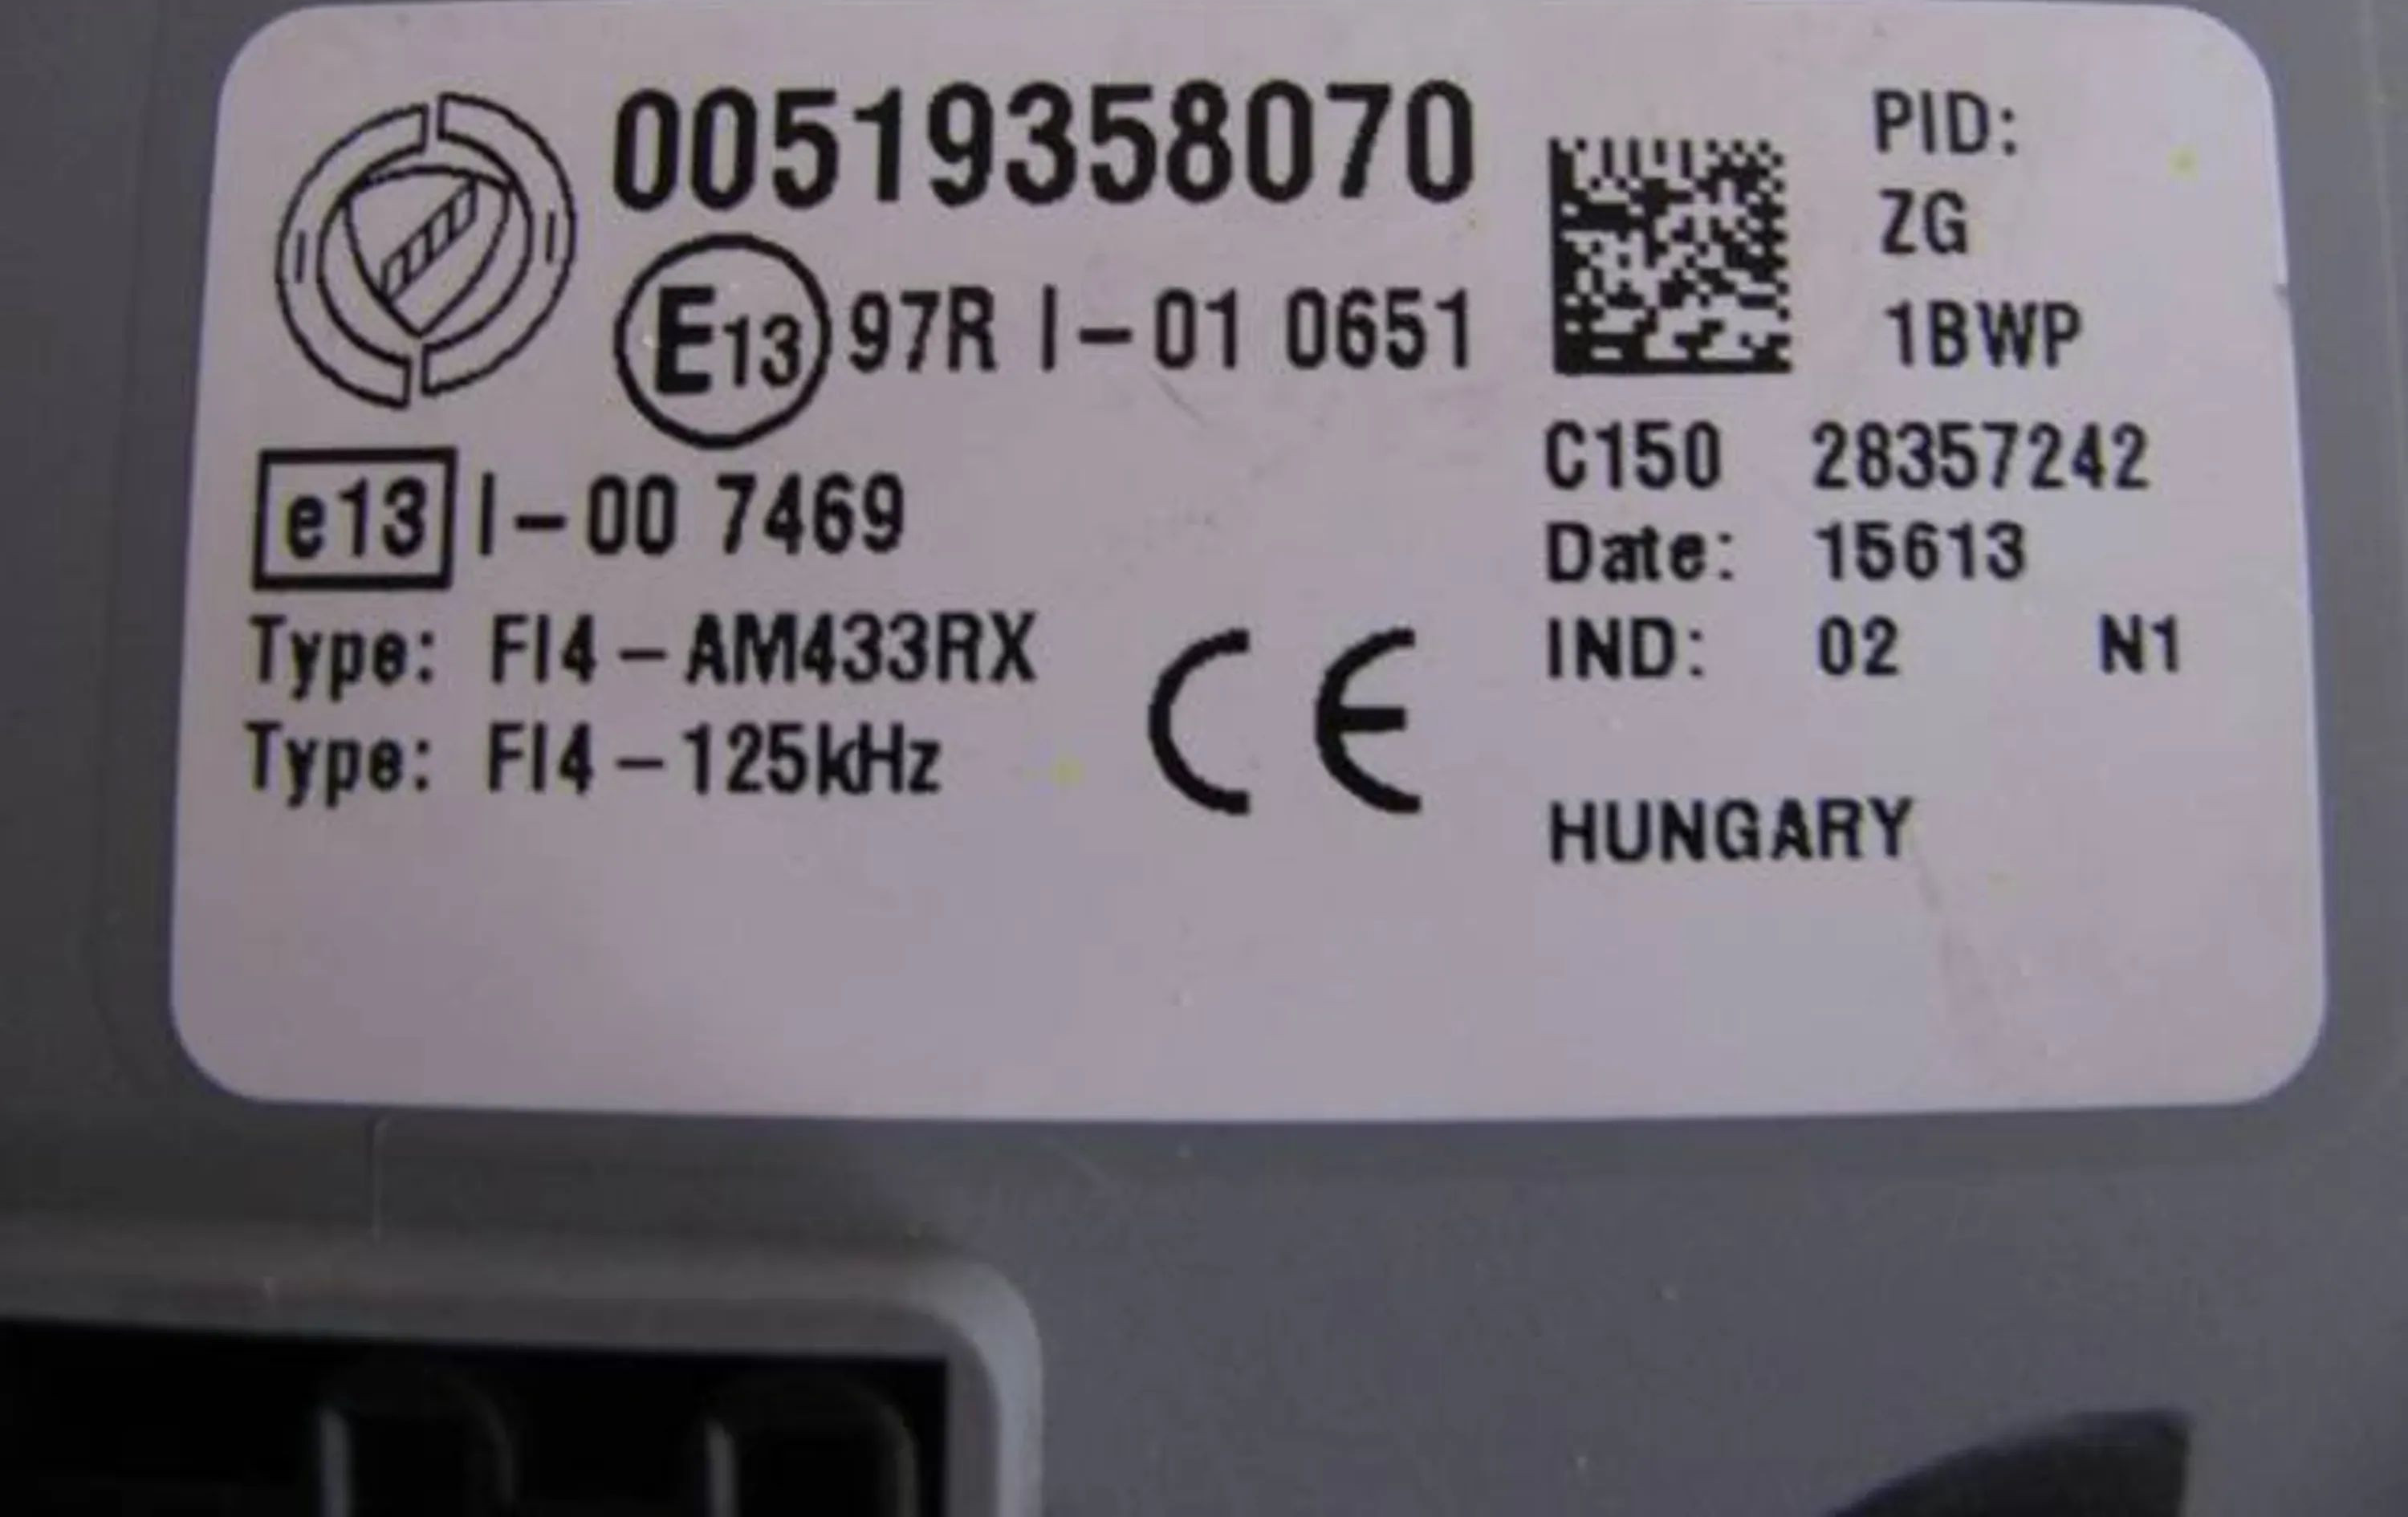 00519358070
E13 97R I-01 0651
e13 I-00 7469
Type: FI4-AM433RX
Type: FI4-125kHz
CE
PID:
ZG
1BWP
C150 28357242
Date: 15613
IND: 02 N1
HUNGARY